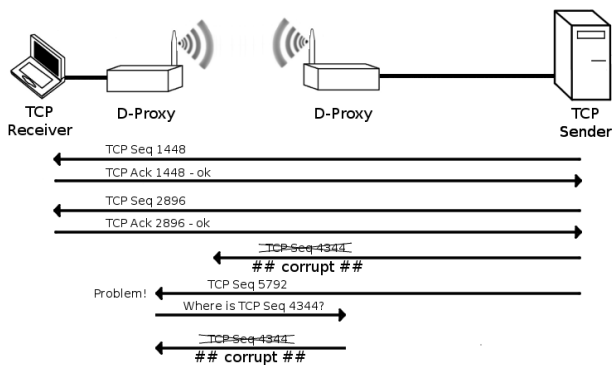 TCP
Receiver
D-Proxy
D-Proxy
TCP
Sender
TCP Seq 1448
TCP Ack 1448 - ok
TCP Seq 2896
TCP Ack 2896 - ok
TCP Seq 4344
## corrupt ##
TCP Seq 5792
Problem!
Where is TCP Seq 4344?
TCP Seq 4344
## corrupt ##